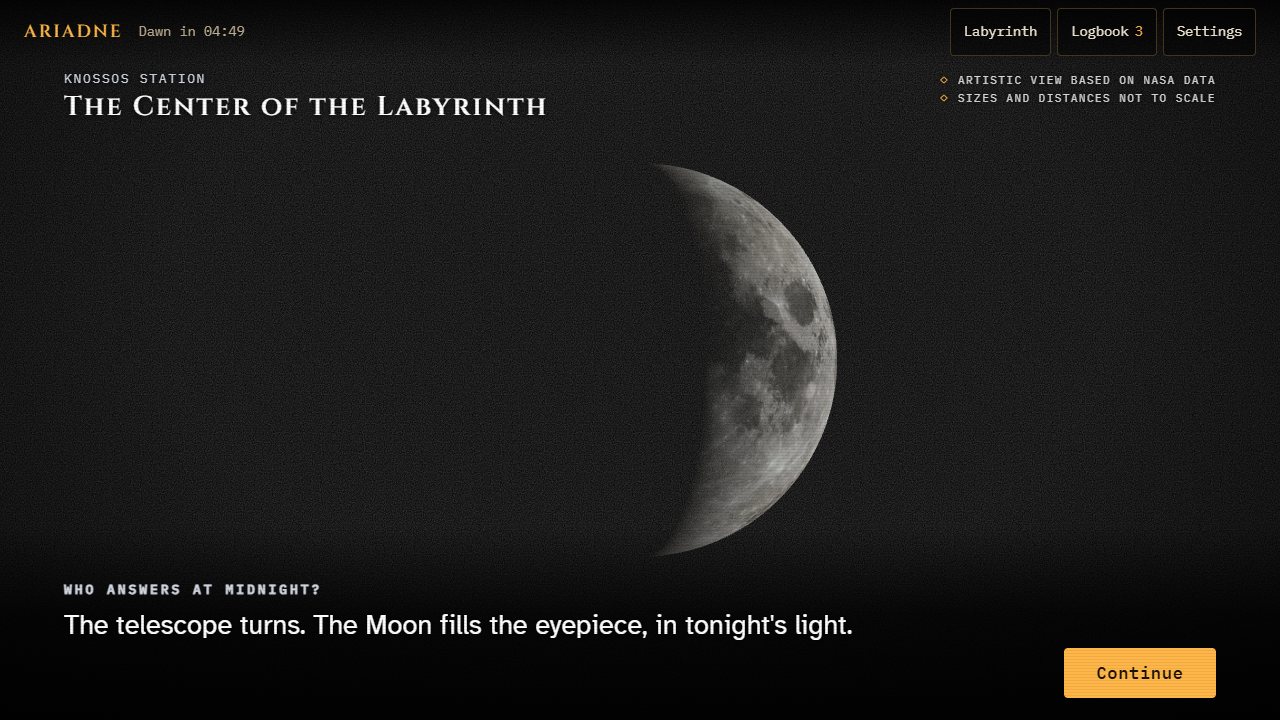 ARIADNE Dawn in 04:49 Labyrinth Logbook 3 Settings
KNOSSOS STATION
The Center of the Labyrinth
◇ ARTISTIC VIEW BASED ON NASA DATA
◇ SIZES AND DISTANCES NOT TO SCALE
WHO ANSWERS AT MIDNIGHT?
The telescope turns. The Moon fills the eyepiece, in tonight's light.
Continue